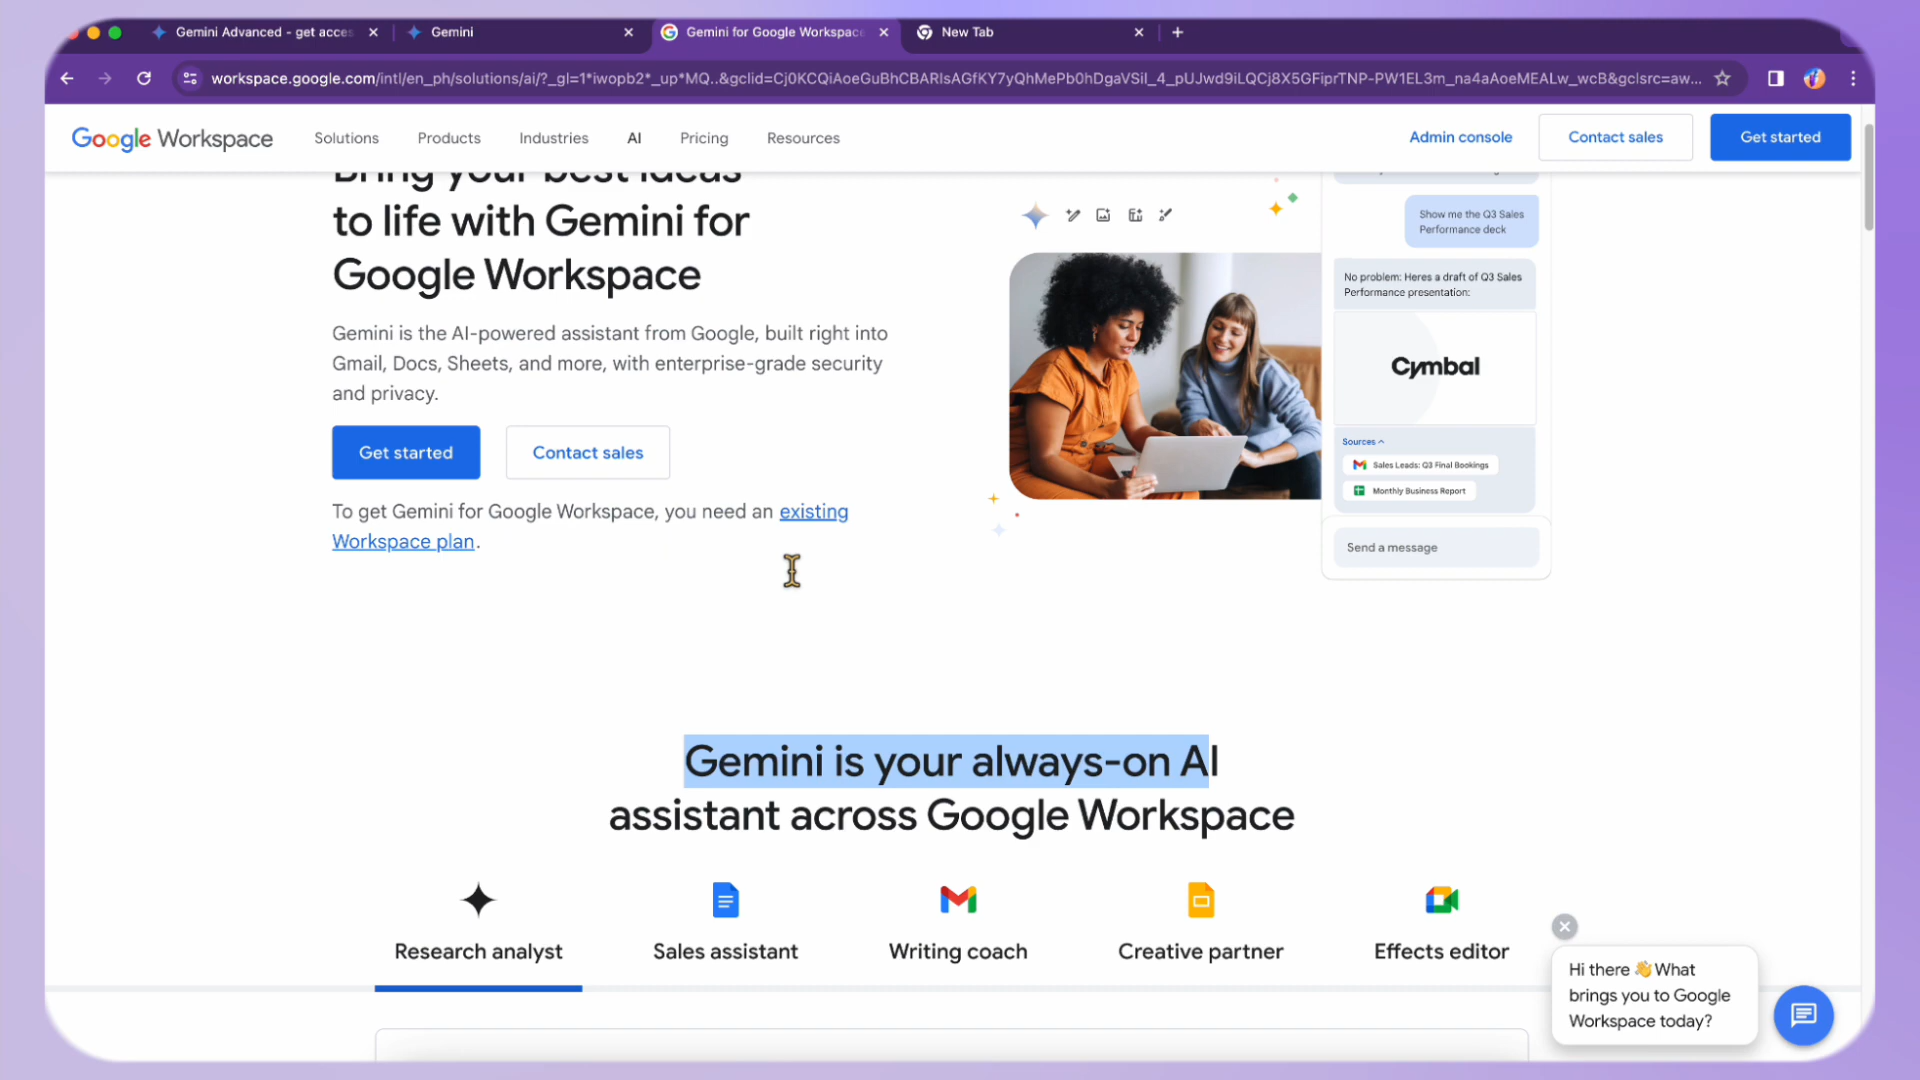 Gemini Advanced - get acces
Gemini
Gemini for Google Workspace
New Tab
workspace.google.com/intl/en_ph/solutions/ai/?_gl=1*iwopb2*_up*MQ..&gclid=Cj0KCQiAoeGuBhCBARIsAGfKY7yQhMePb0hDgaVSiI_4_pUJwd9iLQCj8X5GFiprTNP-PW1EL3m_na4aAoeMEALw_wcB&gclsrc=aw...
Google Workspace
Solutions
Products
Industries
AI
Pricing
Resources
Admin console
Contact sales
Get started
Bring your best ideas
to life with Gemini for
Google Workspace
Gemini is the AI-powered assistant from Google, built right into
Gmail, Docs, Sheets, and more, with enterprise-grade security
and privacy.
Get started
Contact sales
To get Gemini for Google Workspace, you need an existing
Workspace plan.
Show me the Q3 Sales
Performance deck
No problem: Heres a draft of Q3 Sales
Performance presentation:
Cymbal
Sources
Sales Leads: Q3 Final Bookings
Monthly Business Report
Send a message
Gemini is your always-on AI
assistant across Google Workspace
Research analyst
Sales assistant
Writing coach
Creative partner
Effects editor
Hi there 👋 What
brings you to Google
Workspace today?